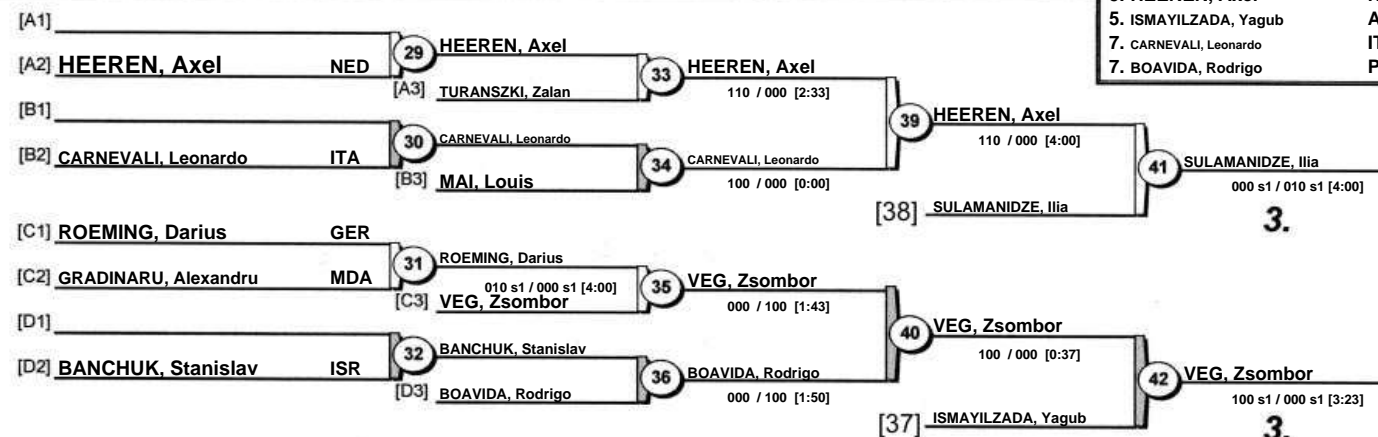 5. ISMAYILZADA, Yagub A
7. CARNEVALI, Leonardo IT
7. BOAVIDA, Rodrigo P
[A1]
[A2] HEEREN, Axel NED
29
HEEREN, Axel
[A3] TURANSZKI, Zalan
33
HEEREN, Axel
110 / 000 [2:33]
[B1]
[B2] CARNEVALI, Leonardo ITA
30
CARNEVALI, Leonardo
[B3] MAI, Louis
34
CARNEVALI, Leonardo
100 / 000 [0:00]
39
HEEREN, Axel
110 / 000 [4:00]
[38] SULAMANIDZE, Ilia
41
SULAMANIDZE, Ilia
000 s1 / 010 s1 [4:00]
3.
[C1] ROEMING, Darius GER
[C2] GRADINARU, Alexandru MDA
31
ROEMING, Darius
010 s1 / 000 s1 [4:00]
[C3] VEG, Zsombor
35
VEG, Zsombor
000 / 100 [1:43]
[D1]
[D2] BANCHUK, Stanislav ISR
32
BANCHUK, Stanislav
[D3] BOAVIDA, Rodrigo
36
BOAVIDA, Rodrigo
000 / 100 [1:50]
40
VEG, Zsombor
100 / 000 [0:37]
[37] ISMAYILZADA, Yagub
42
VEG, Zsombor
100 s1 / 000 s1 [3:23]
3.